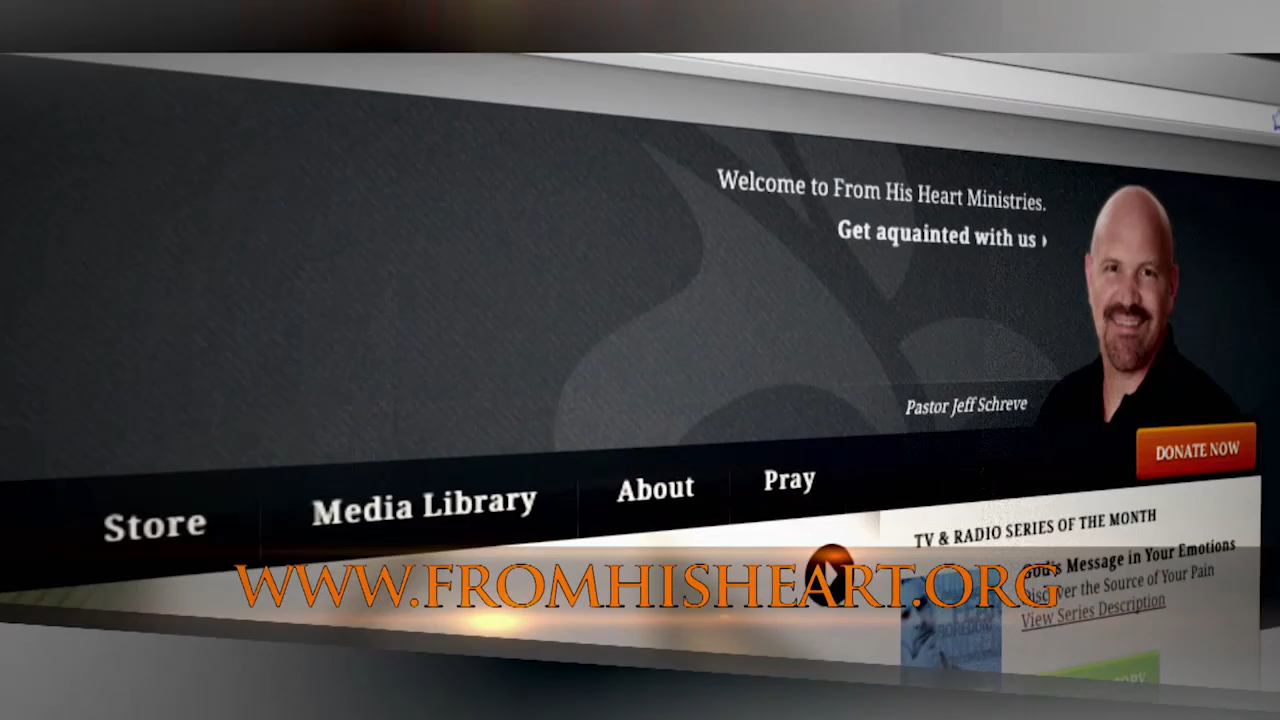 Welcome to From His Heart Ministries.
Get aquainted with us
Pastor Jeff Schreve
DONATE NOW
Store
Media Library
About
Pray
TV & RADIO SERIES OF THE MONTH
God's Message in Your Emotions
Discover the Source of Your Pain
View Series Description
WWW.FROMHISHEART.ORG